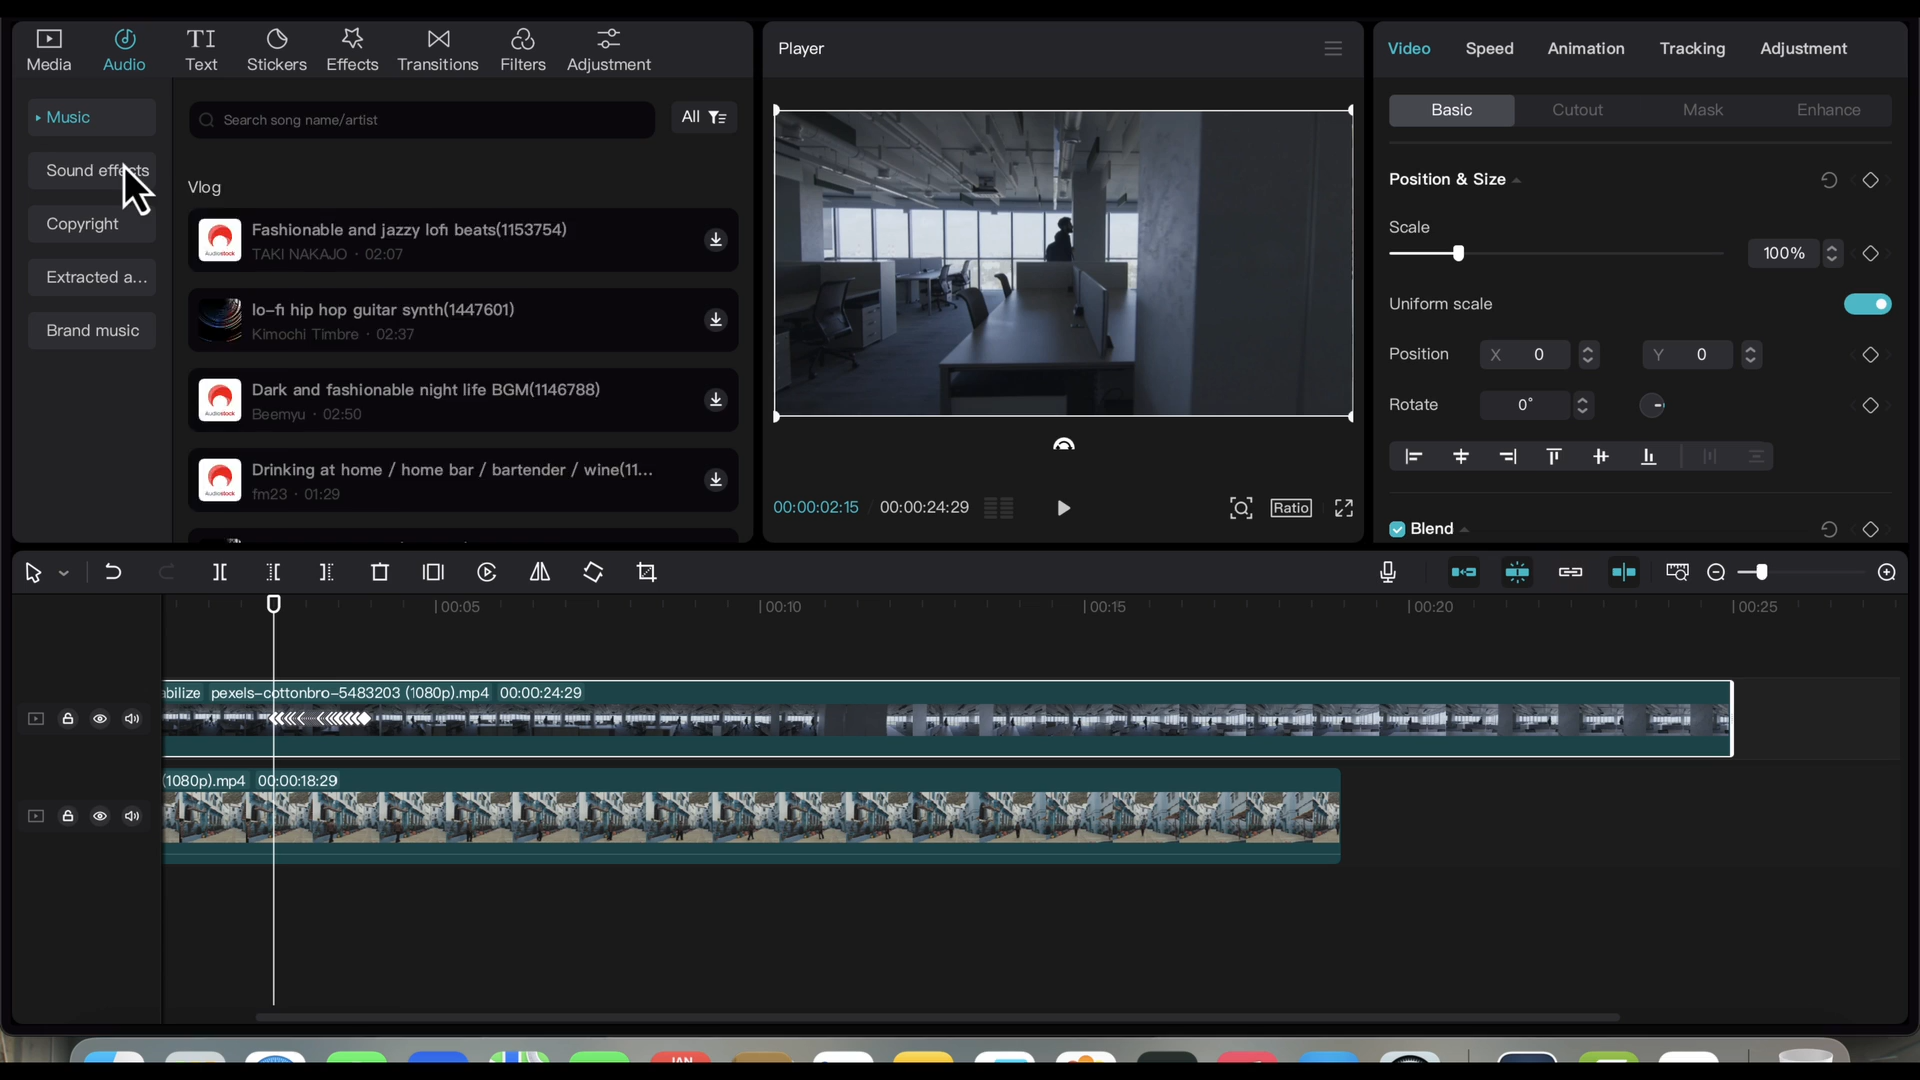 Media
Audio
Text
Stickers
Effects
Transitions
Filters
Adjustment
Music
Sound effects
Copyright
Extracted a...
Brand music
Search song name/artist
All
Vlog
Fashionable and jazzy lofi beats(1153754)
TAKI NAKAJO · 02:07
lo-fi hip hop guitar synth(1447601)
Kimochi Timbre · 02:37
Dark and fashionable night life BGM(1146788)
Beemyu · 02:50
Drinking at home / home bar / bartender / wine(11...
fm23 · 01:29
Player
00:00:02:15 / 00:00:24:29
Ratio
Video Speed Animation Tracking Adjustment
Basic Cutout Mask Enhance
Position & Size
Scale
100%
Uniform scale
Position X 0 Y 0
Rotate 0°
Blend
00:05 00:10 00:15 00:20 00:25
bilize pexels-cottonbro-5483203 (1080p).mp4 00:00:24:29
(1080p).mp4 00:00:18:29
JAN